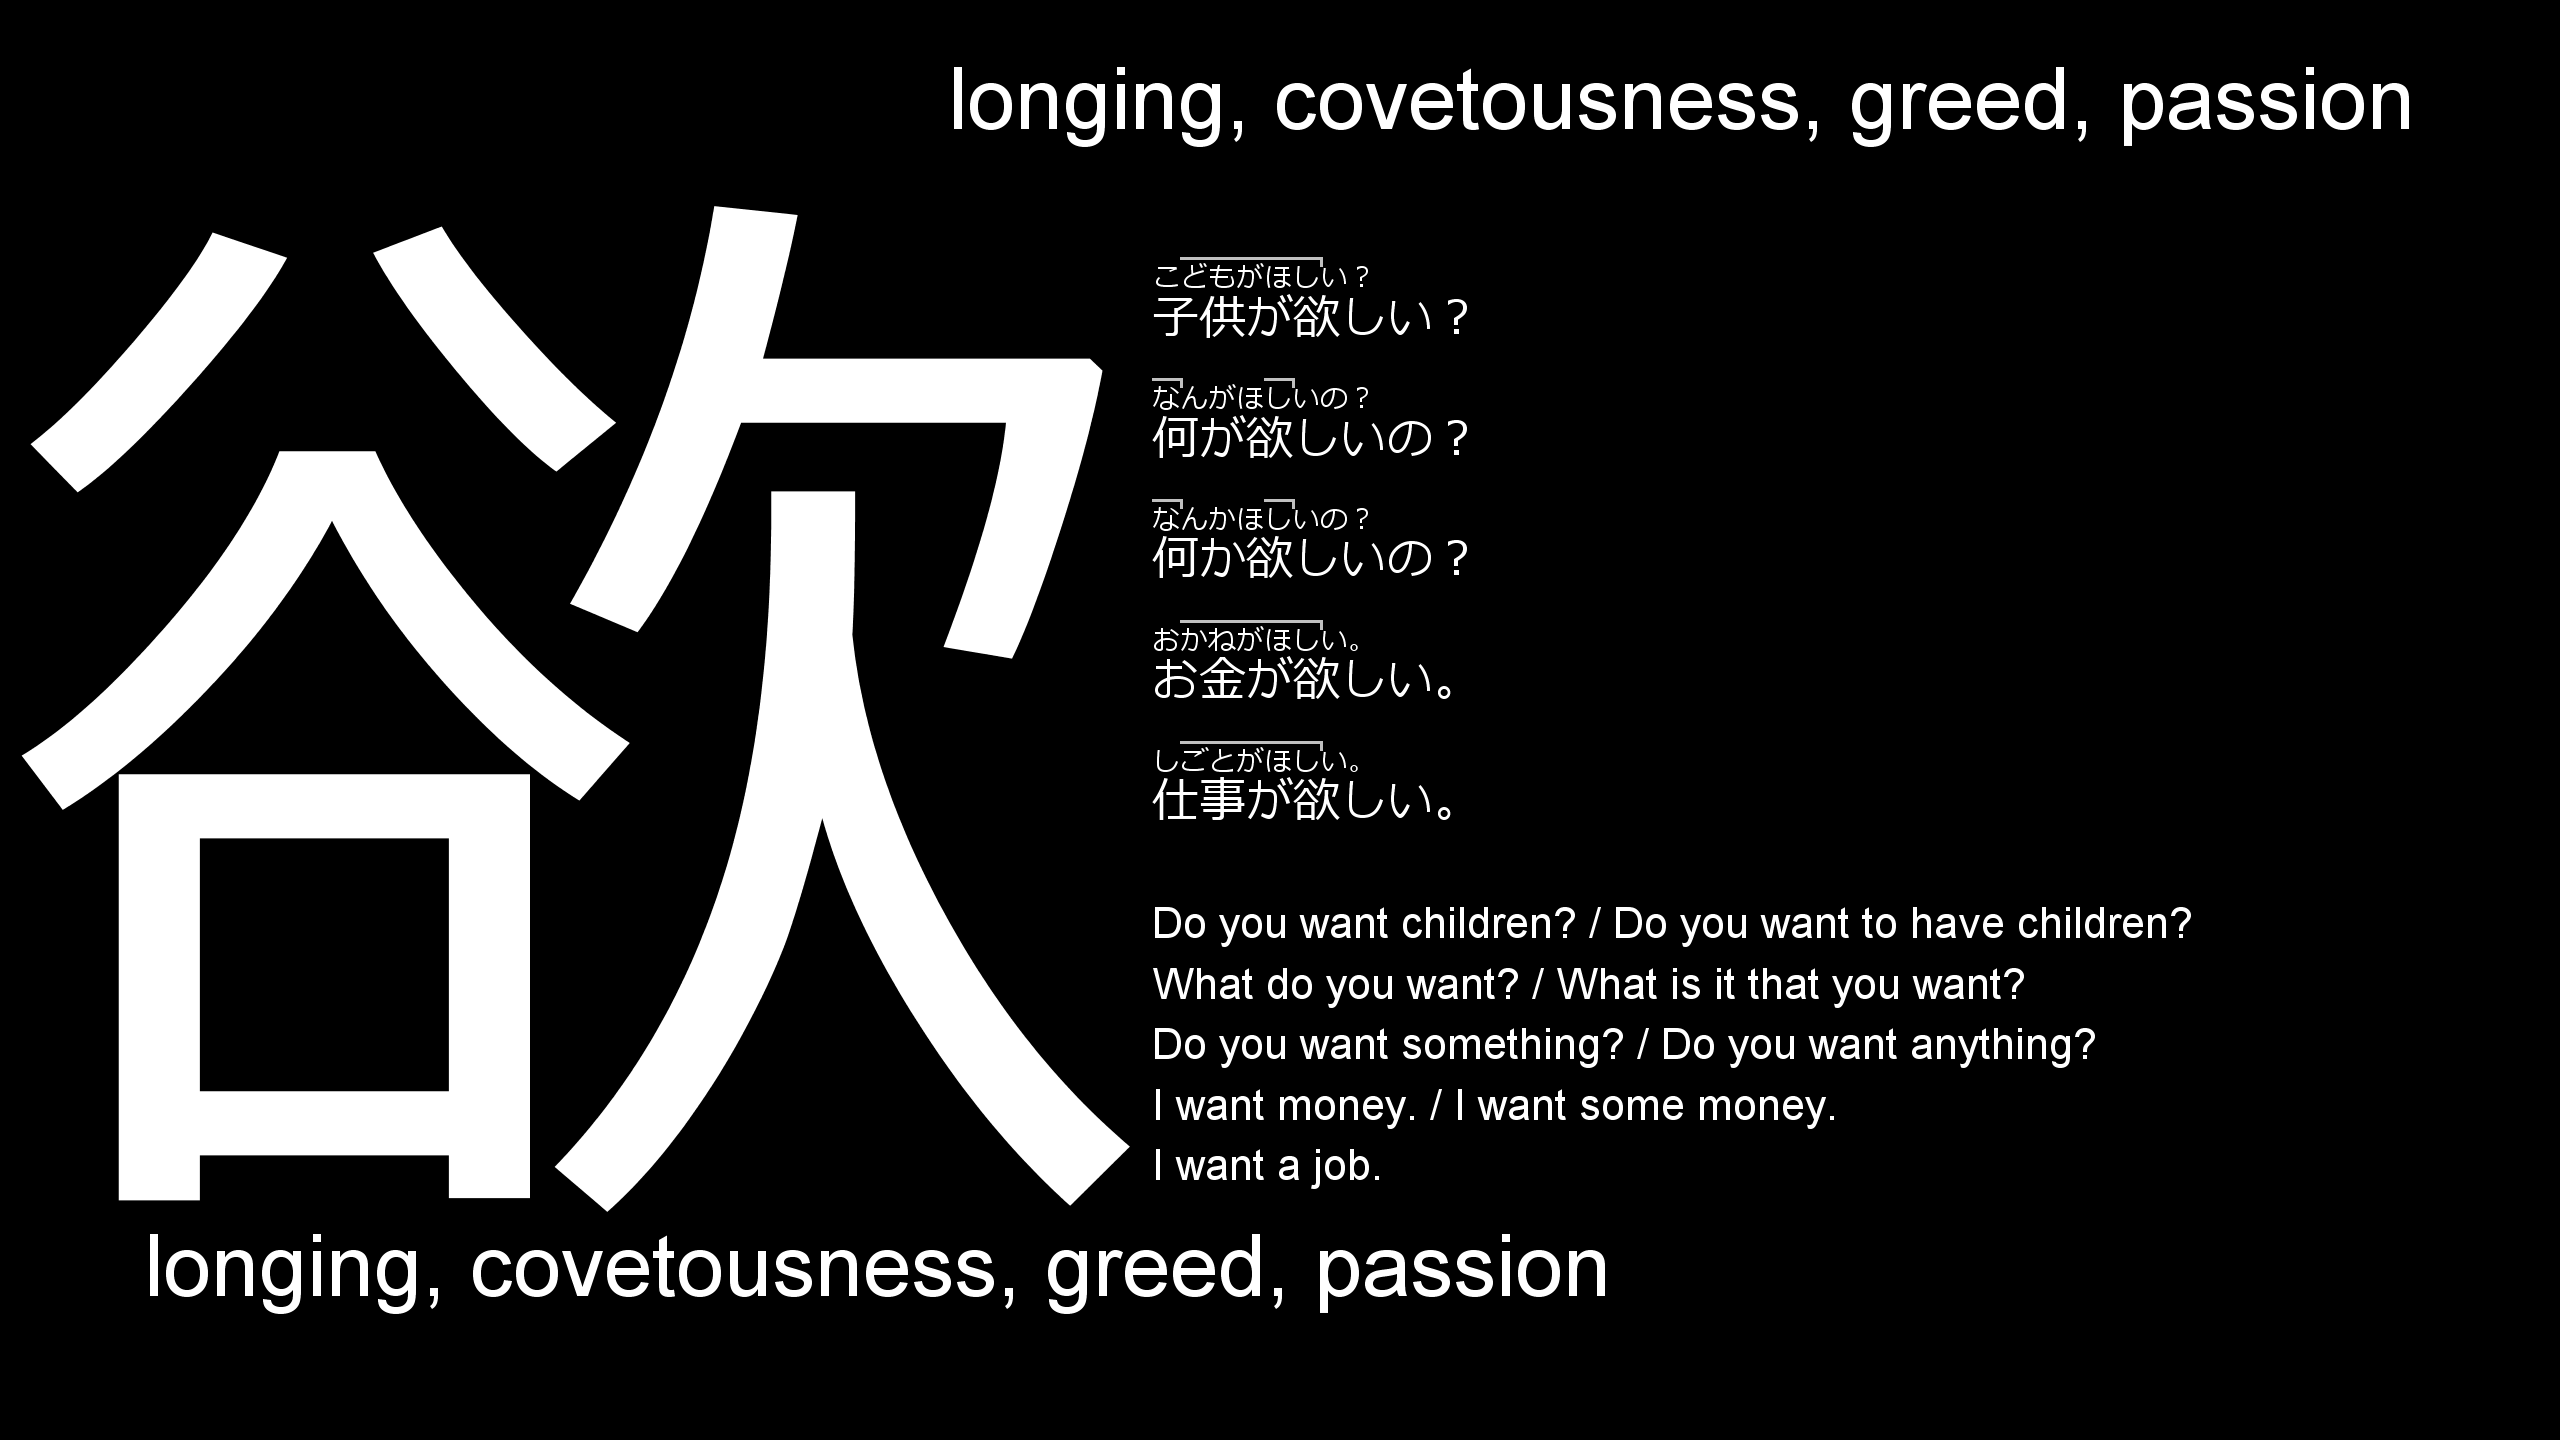 longing, covetousness, greed, passion
欲
こどもがほしい？
子供が欲しい？
なんがほしいの？
何が欲しいの？
なんかほしいの？
何か欲しいの？
おかねがほしい。
お金が欲しい。
しごとがほしい。
仕事が欲しい。
Do you want children? / Do you want to have children?
What do you want? / What is it that you want?
Do you want something? / Do you want anything?
I want money. / I want some money.
I want a job.
longing, covetousness, greed, passion